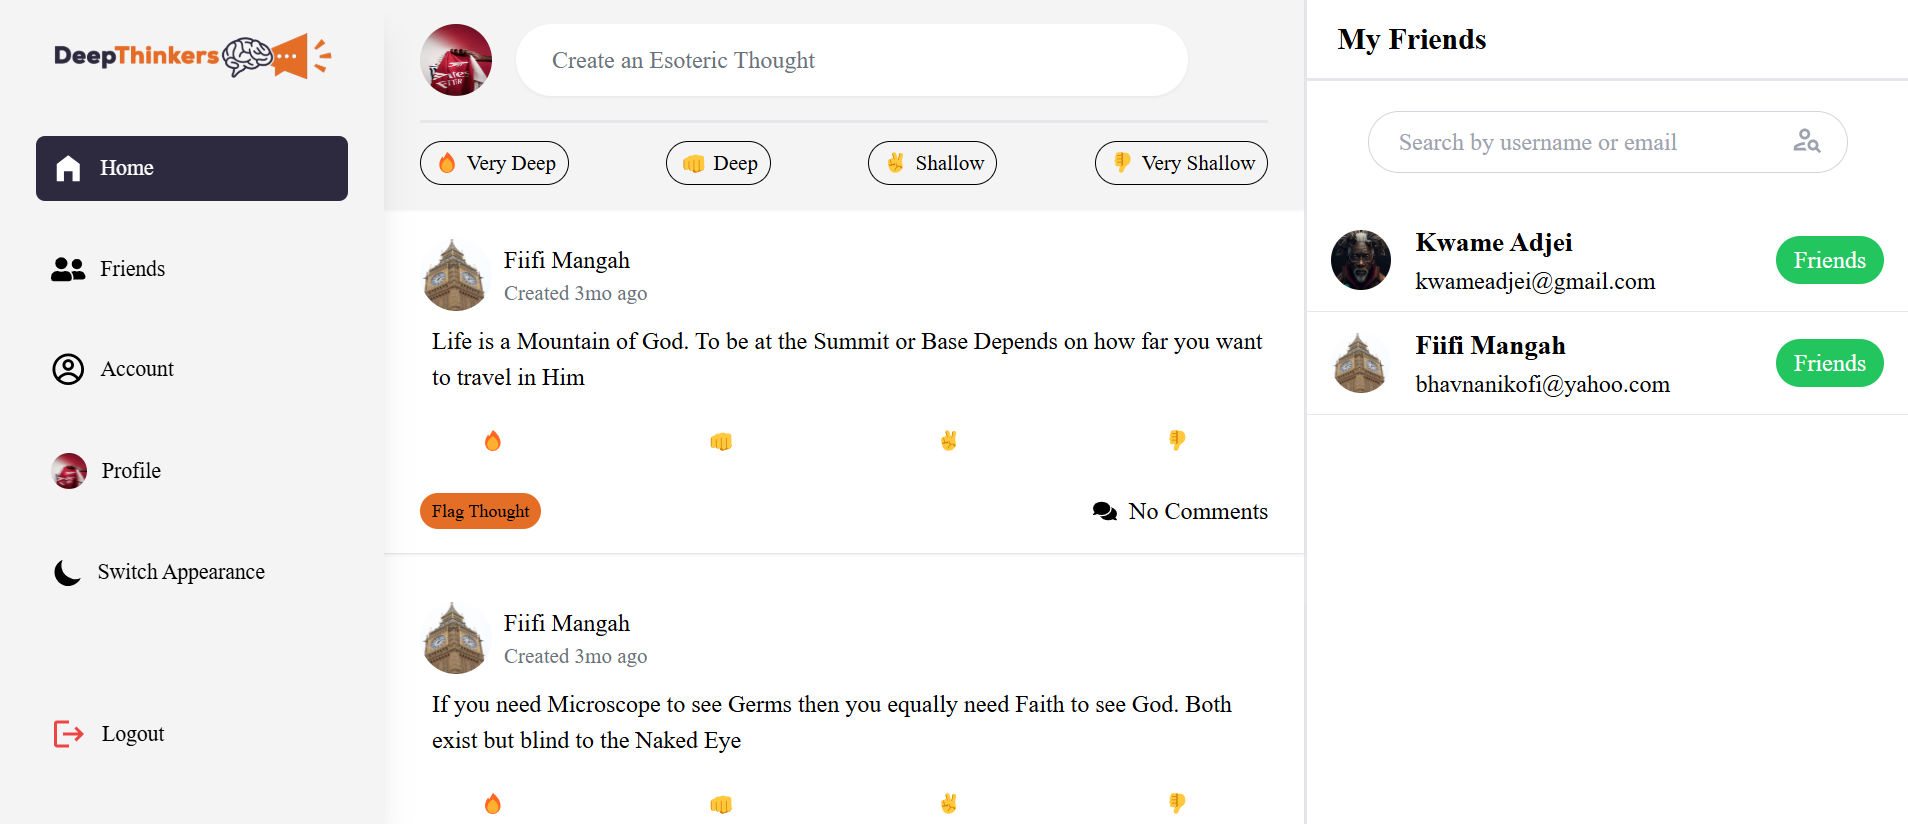 DeepThinkers
Home
Friends
Account
Profile
Switch Appearance
Logout
Create an Esoteric Thought
Very Deep
Deep
Shallow
Very Shallow
Fiifi Mangah
Created 3mo ago
Life is a Mountain of God. To be at the Summit or Base Depends on how far you want
to travel in Him
Flag Thought
No Comments
Fiifi Mangah
Created 3mo ago
If you need Microscope to see Germs then you equally need Faith to see God. Both
exist but blind to the Naked Eye
My Friends
Search by username or email
Kwame Adjei
kwameadjei@gmail.com
Friends
Fiifi Mangah
bhavnanikofi@yahoo.com
Friends